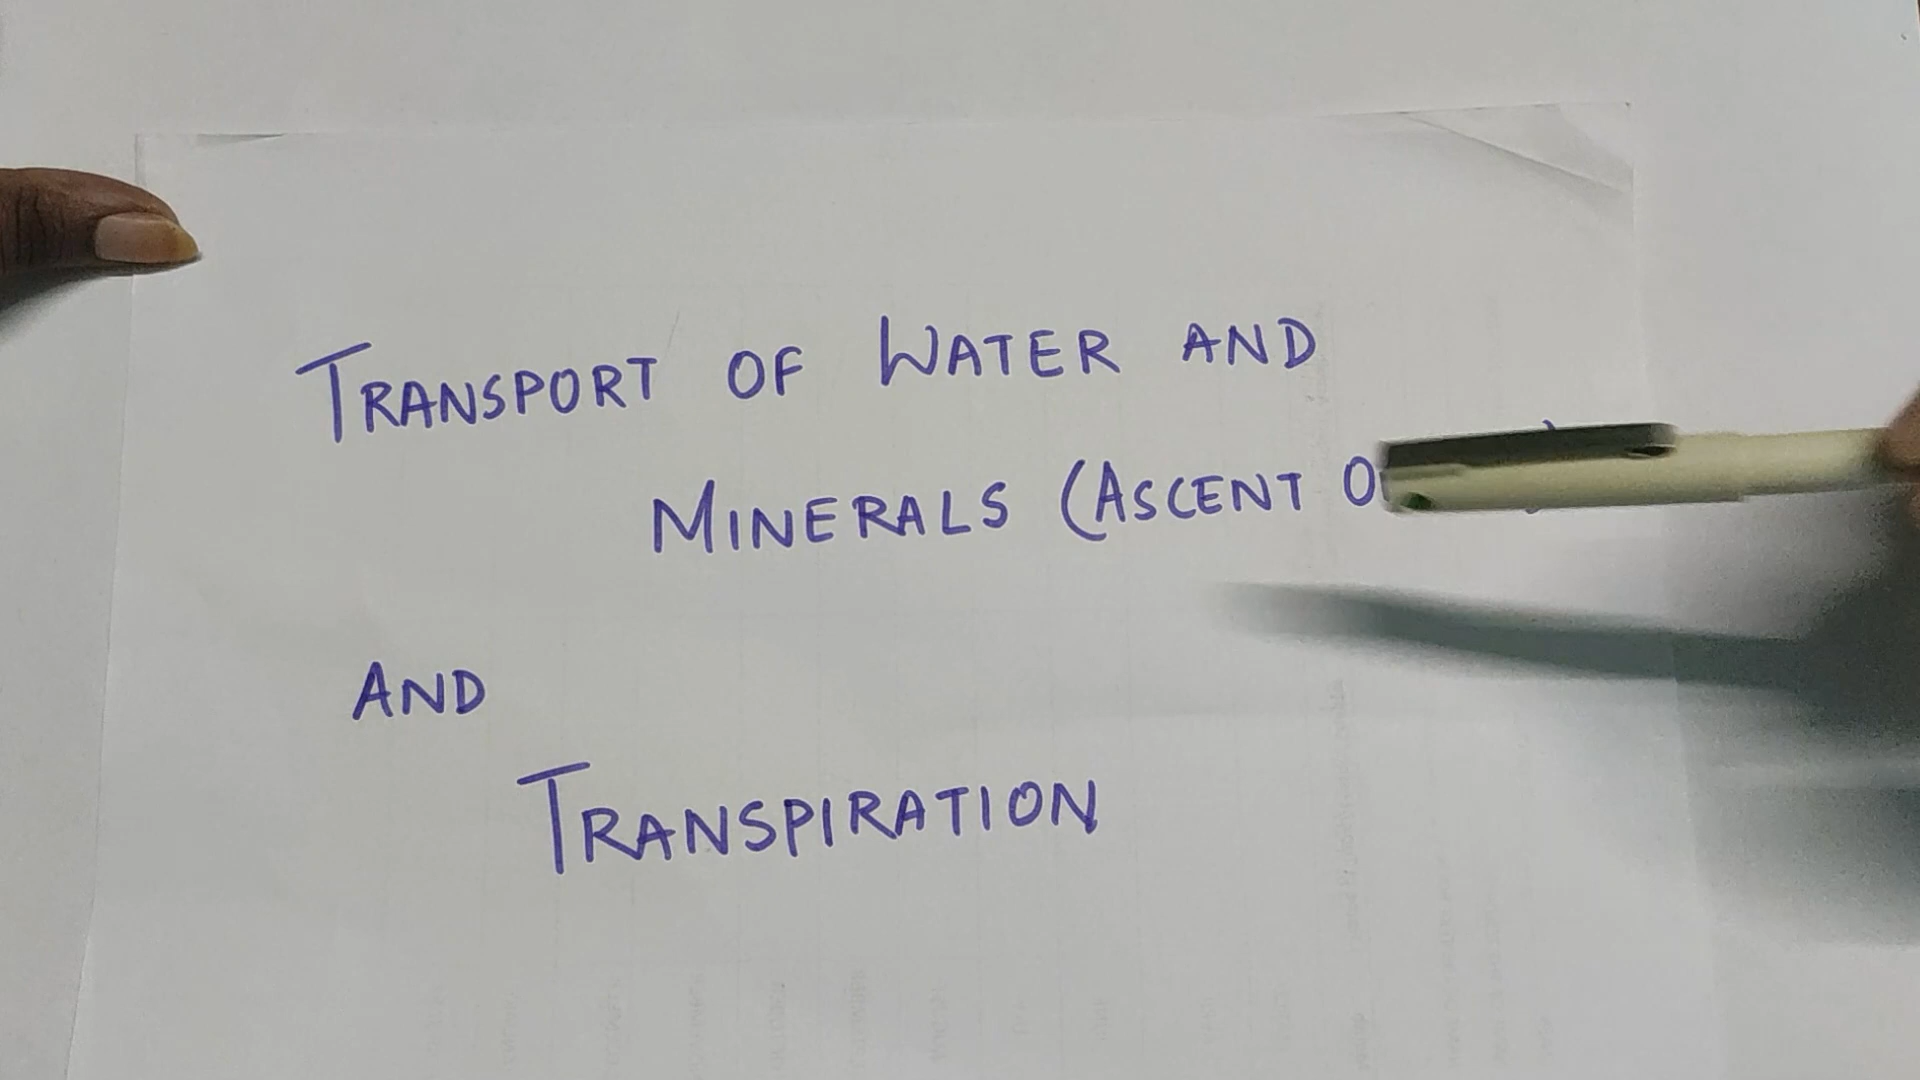 TRANSPORT OF WATER AND
MINERALS (ASCENT
AND
TRANSPIRATION